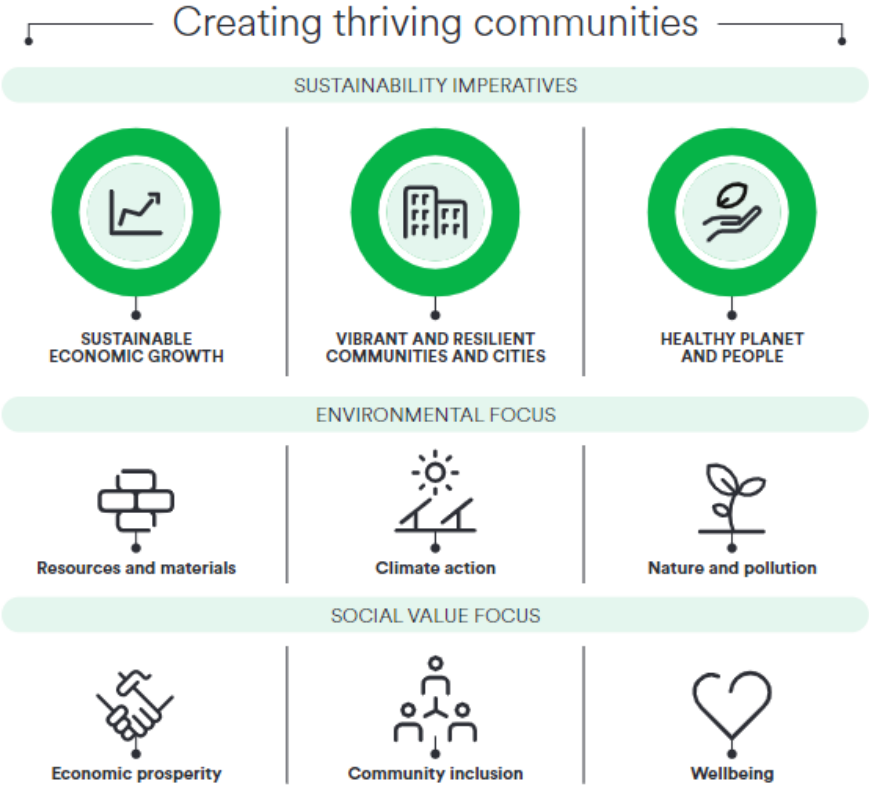 Creating thriving communities
SUSTAINABILITY IMPERATIVES
SUSTAINABLE
ECONOMIC GROWTH
VIBRANT AND RESILIENT
COMMUNITIES AND CITIES
HEALTHY PLANET
AND PEOPLE
ENVIRONMENTAL FOCUS
Resources and materials
Climate action
Nature and pollution
SOCIAL VALUE FOCUS
Economic prosperity
Community inclusion
Wellbeing